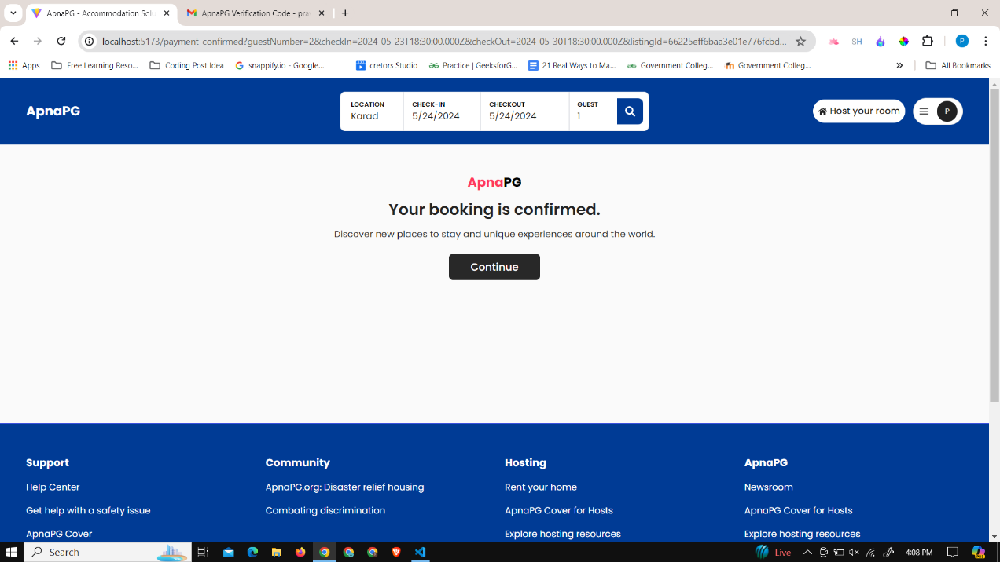 ApnaPG - Accommodation Solu
ApnaPG Verification Code - pra
localhost:5173/payment-confirmed?guestNumber=2&checkIn=2024-05-23T18:30:00.000Z&checkOut=2024-05-30T18:30:00.000Z&listingId=66225eff6baa3e01e776fcbd...
SH
P
Apps
Free Learning Reso...
Coding Post Idea
snappify.io - Google...
cretors Studio
Practice | GeeksforG...
21 Real Ways to Ma...
Government Colleg...
Government Colleg...
All Bookmarks
ApnaPG
LOCATION
Karad
CHECK-IN
5/24/2024
CHECKOUT
5/24/2024
GUEST
1
Host your room
P
ApnaPG
Your booking is confirmed.
Discover new places to stay and unique experiences around the world.
Continue
Support
Help Center
Get help with a safety issue
ApnaPG Cover
Community
ApnaPG.org: Disaster relief housing
Combating discrimination
Hosting
Rent your home
ApnaPG Cover for Hosts
Explore hosting resources
ApnaPG
Newsroom
ApnaPG Cover for Hosts
Explore hosting resources
Search
Live
4:08 PM